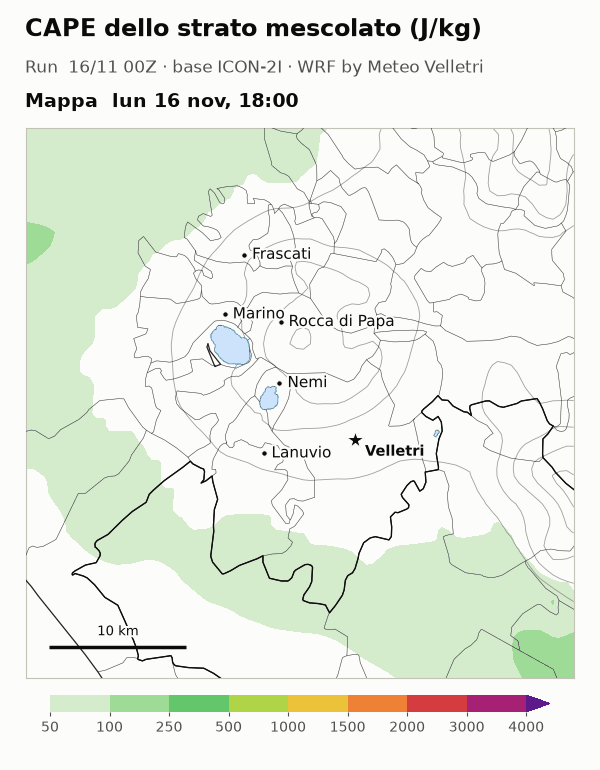 CAPE dello strato mescolato (J/kg)
Run  16/11 00Z · base ICON-2I · WRF by Meteo Velletri
Mappa  lun 16 nov, 18:00
Frascati
Marino
Rocca di Papa
Nemi
Velletri
Lanuvio
10 km
50 100 250 500 1000 1500 2000 3000 4000